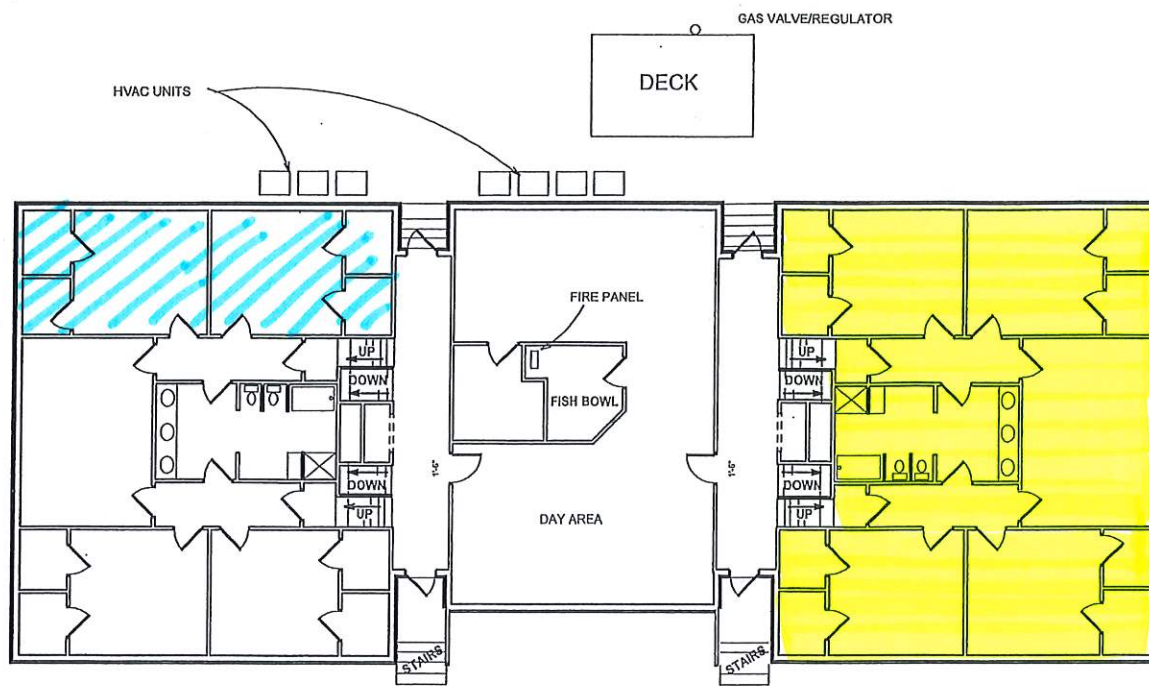 GAS VALVE/REGULATOR
DECK
HVAC UNITS
FIRE PANEL
UP
UP
DOWN
DOWN
FISH BOWL
1'-6"
1'-6"
DOWN
DOWN
UP
UP
DAY AREA
STAIRS
STAIRS